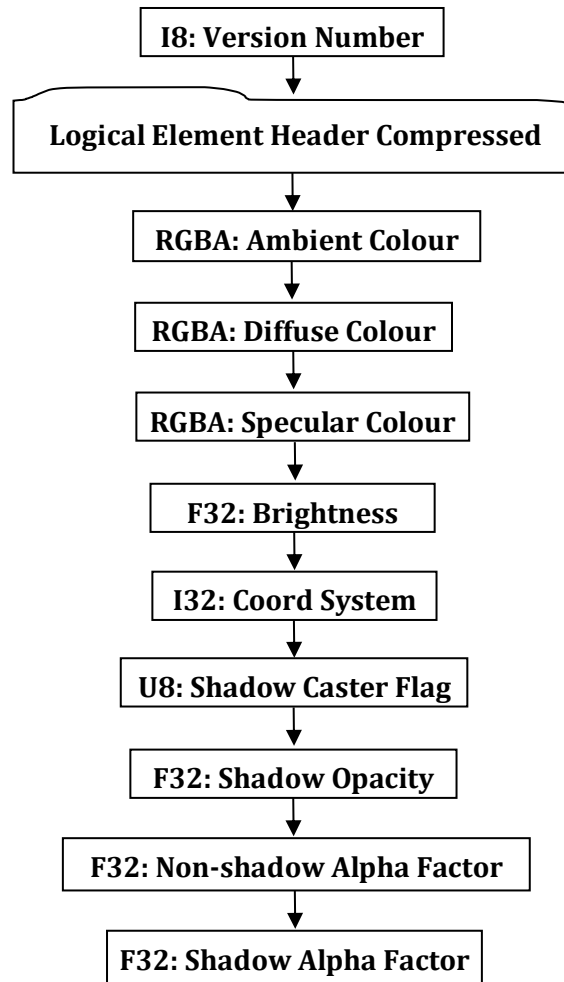 I8: Version Number
Logical Element Header Compressed
RGBA: Ambient Colour
RGBA: Diffuse Colour
RGBA: Specular Colour
F32: Brightness
I32: Coord System
U8: Shadow Caster Flag
F32: Shadow Opacity
F32: Non-shadow Alpha Factor
F32: Shadow Alpha Factor